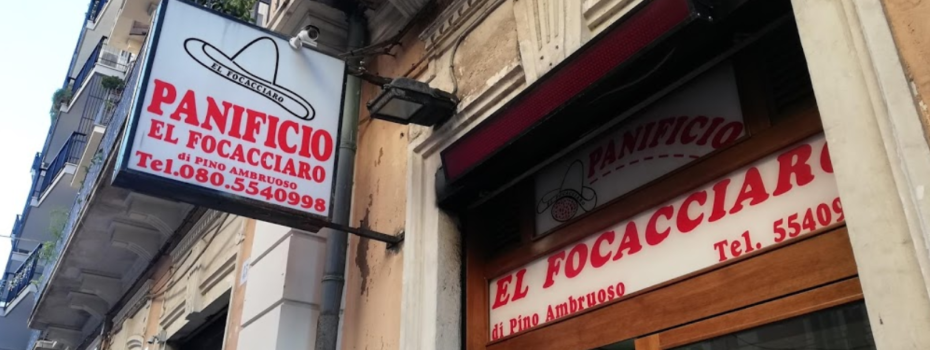 EL FOCACCIARO
PANIFICIO
EL FOCACCIARO
di PINO AMBRUOSO
Tel.080.5540998
PANIFICIO
EL FOCACCIARO
Tel. 55409
di Pino Ambruoso